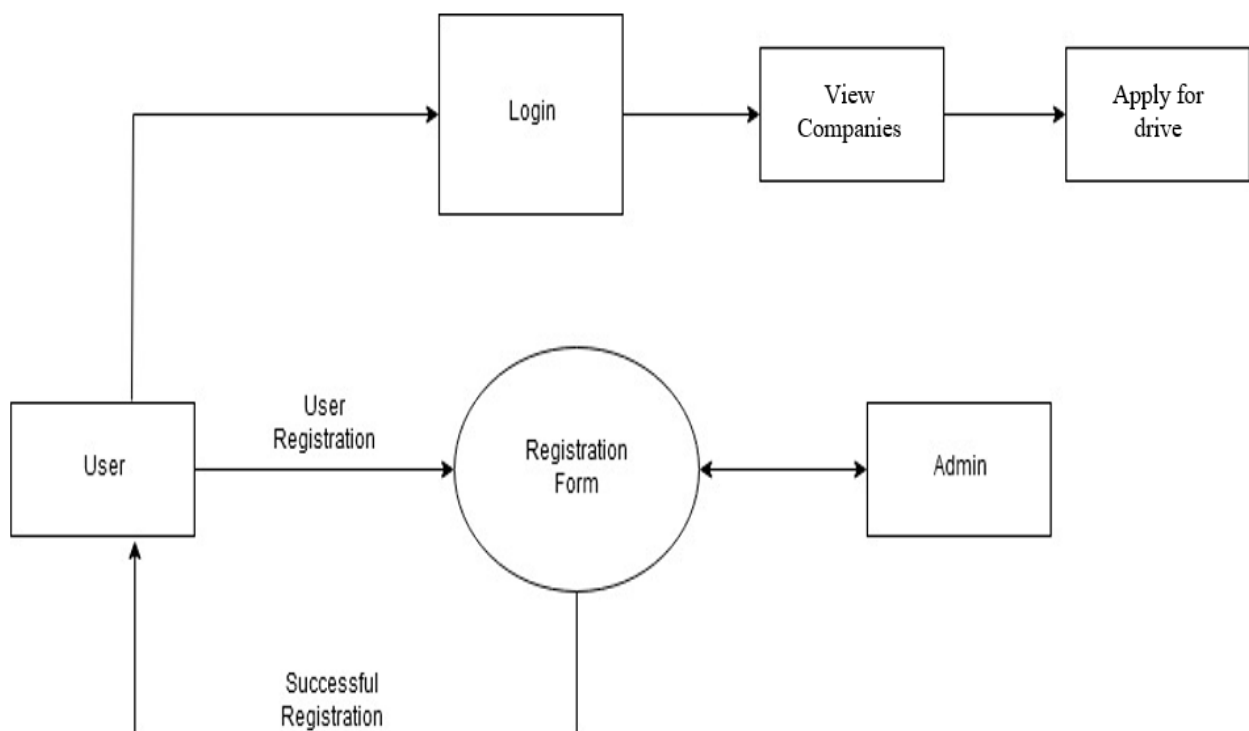 Login
View
Companies
Apply for
drive
User
User
Registration
Registration
Form
Admin
Successful
Registration